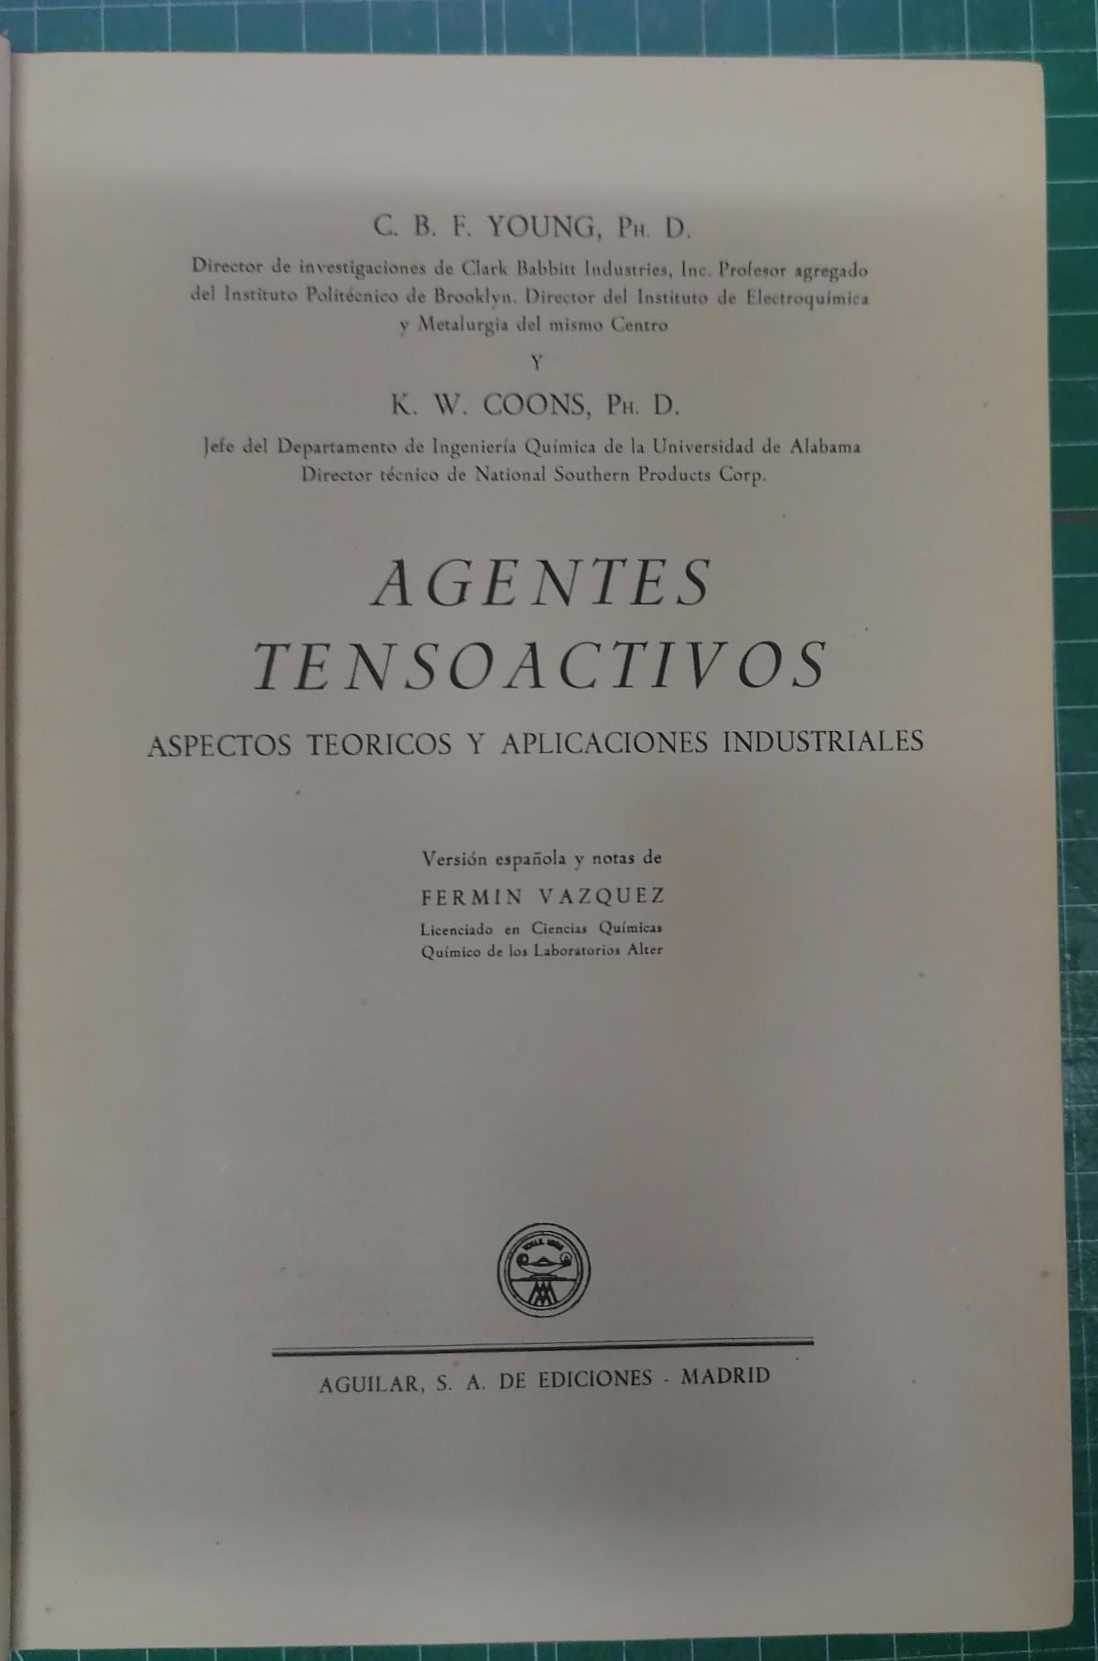 C. B. F. YOUNG, PH. D.
Director de investigaciones de Clark Babbitt Industries, Inc. Profesor agregado
del Instituto Politécnico de Brooklyn. Director del Instituto de Electroquímica
y Metalurgia del mismo Centro
Y
K. W. COONS, PH. D.
Jefe del Departamento de Ingeniería Química de la Universidad de Alabama
Director técnico de National Southern Products Corp.
AGENTES
TENSOACTIVOS
ASPECTOS TEORICOS Y APLICACIONES INDUSTRIALES
Versión española y notas de
FERMIN VAZQUEZ
Licenciado en Ciencias Químicas
Químico de los Laboratorios Alter
AGUILAR, S. A. DE EDICIONES - MADRID